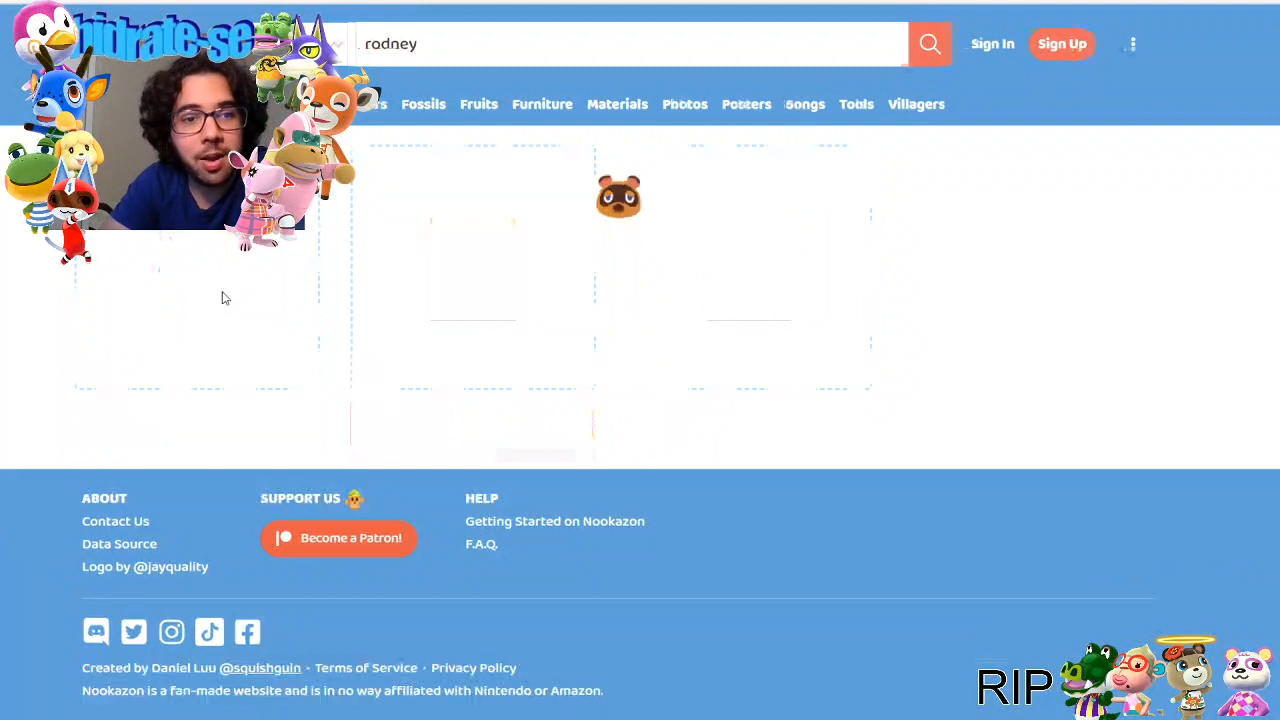 hidrate-se
rodney
Sign In
Sign Up
Fossils Fruits Furniture Materials Photos Posters Songs Tools Villagers
ABOUT
Contact Us
Data Source
Logo by @jayquality
SUPPORT US
Become a Patron!
HELP
Getting Started on Nookazon
F.A.Q.
Created by Daniel Luu @squishguin · Terms of Service · Privacy Policy
Nookazon is a fan-made website and is in no way affiliated with Nintendo or Amazon.
RIP